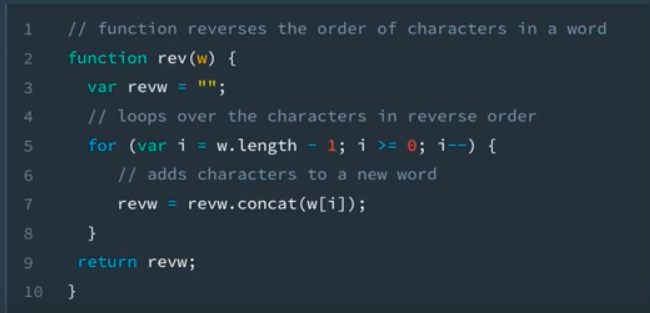 1 // function reverses the order of characters in a word
2 function rev(w) {
3 var revw = "";
4 // loops over the characters in reverse order
5 for (var i = w.length - 1; i >= 0; i--) {
6 // adds characters to a new word
7 revw = revw.concat(w[i]);
8 }
9 return revw;
10 }